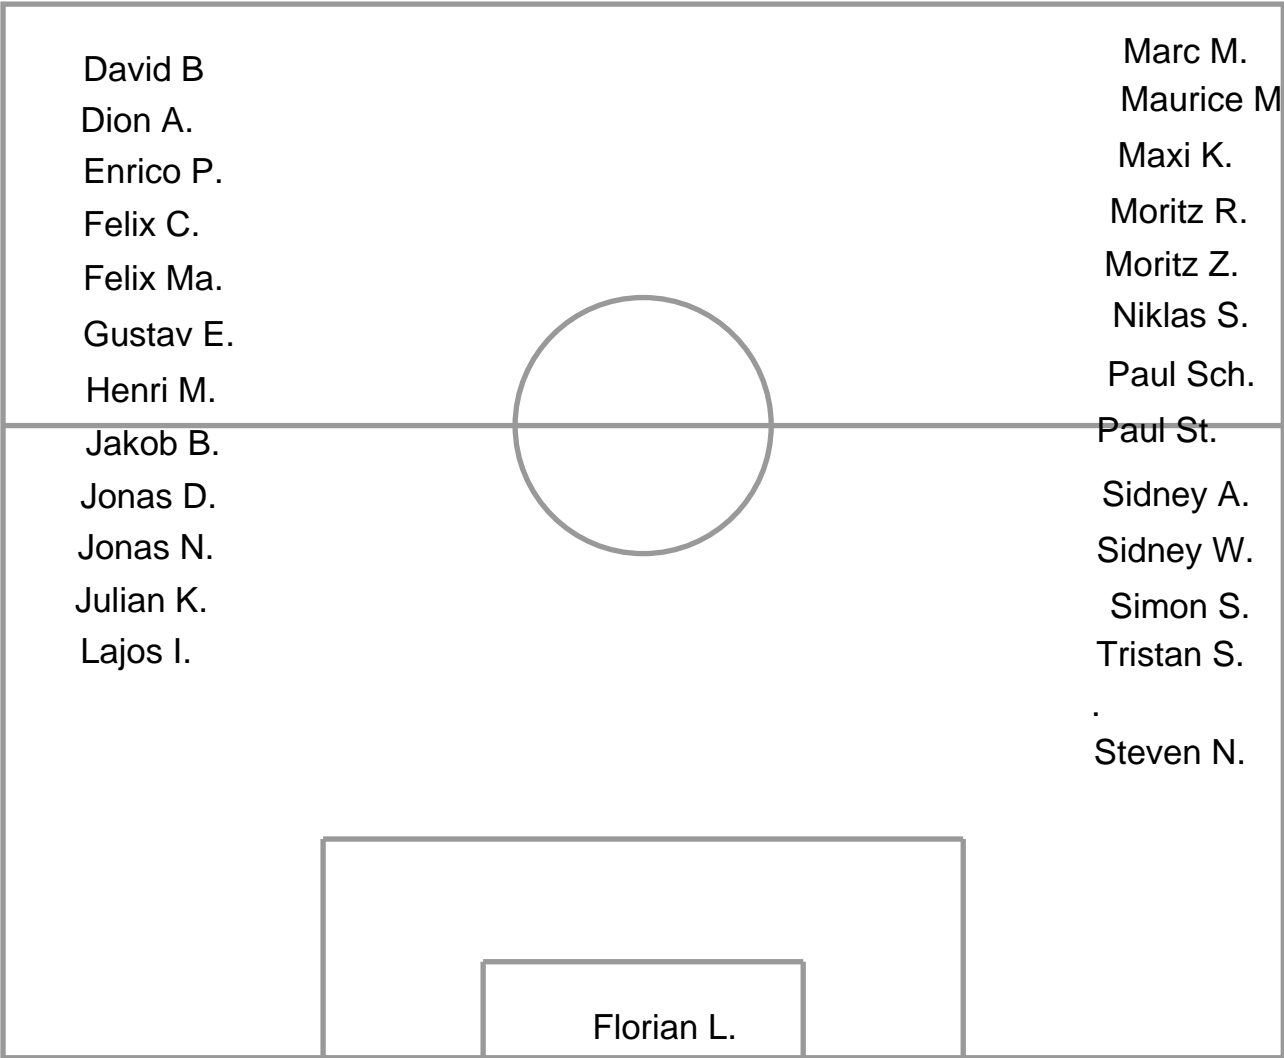 David B
Dion A.
Enrico P.
Felix C.
Felix Ma.
Gustav E.
Henri M.
Jakob B.
Jonas D.
Jonas N.
Julian K.
Lajos I.
Marc M.
Maurice M
Maxi K.
Moritz R.
Moritz Z.
Niklas S.
Paul Sch.
Paul St.
Sidney A.
Sidney W.
Simon S.
Tristan S.
.
Steven N.
Florian L.